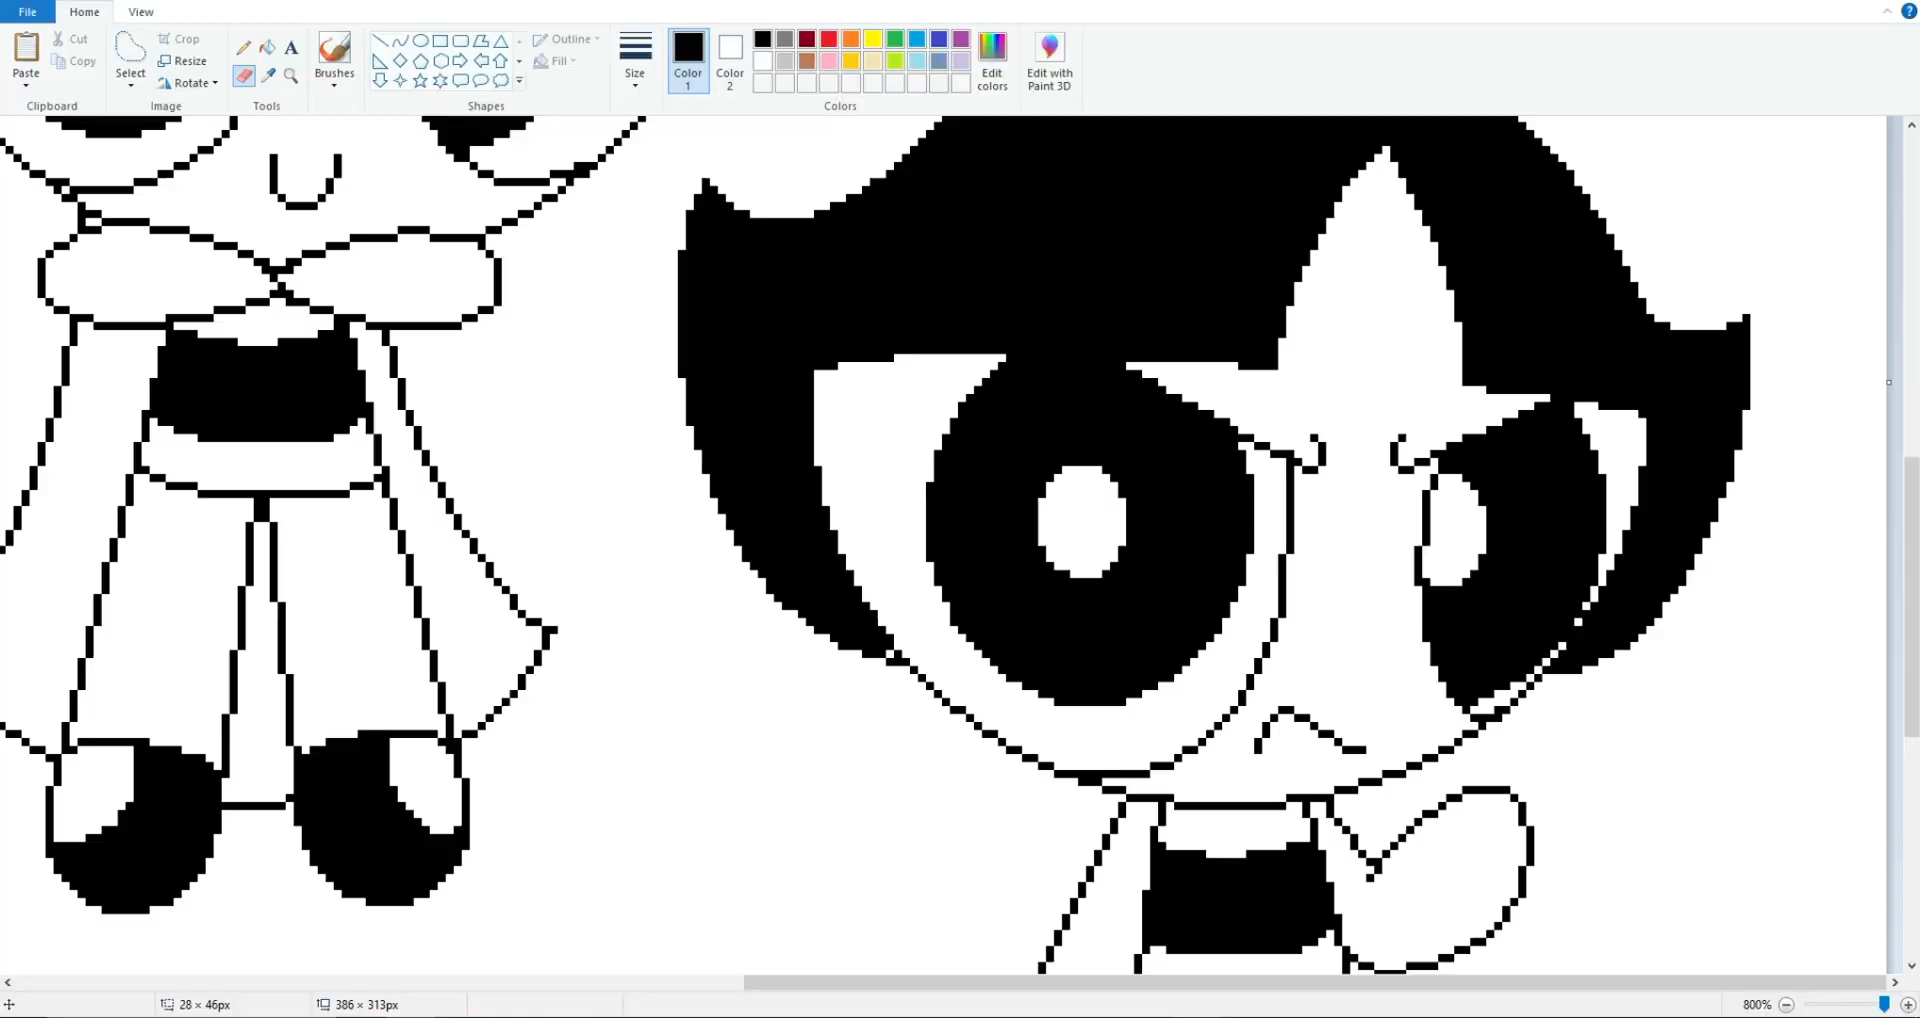 File Home View
Paste
Cut
Copy
Clipboard
Select
Crop
Resize
Rotate
Image
A
Tools
Brushes
Shapes
Outline
Fill
Size
Color 1
Color 2
Edit colors
Colors
Edit with Paint 3D
28 × 46px 386 × 313px 800%